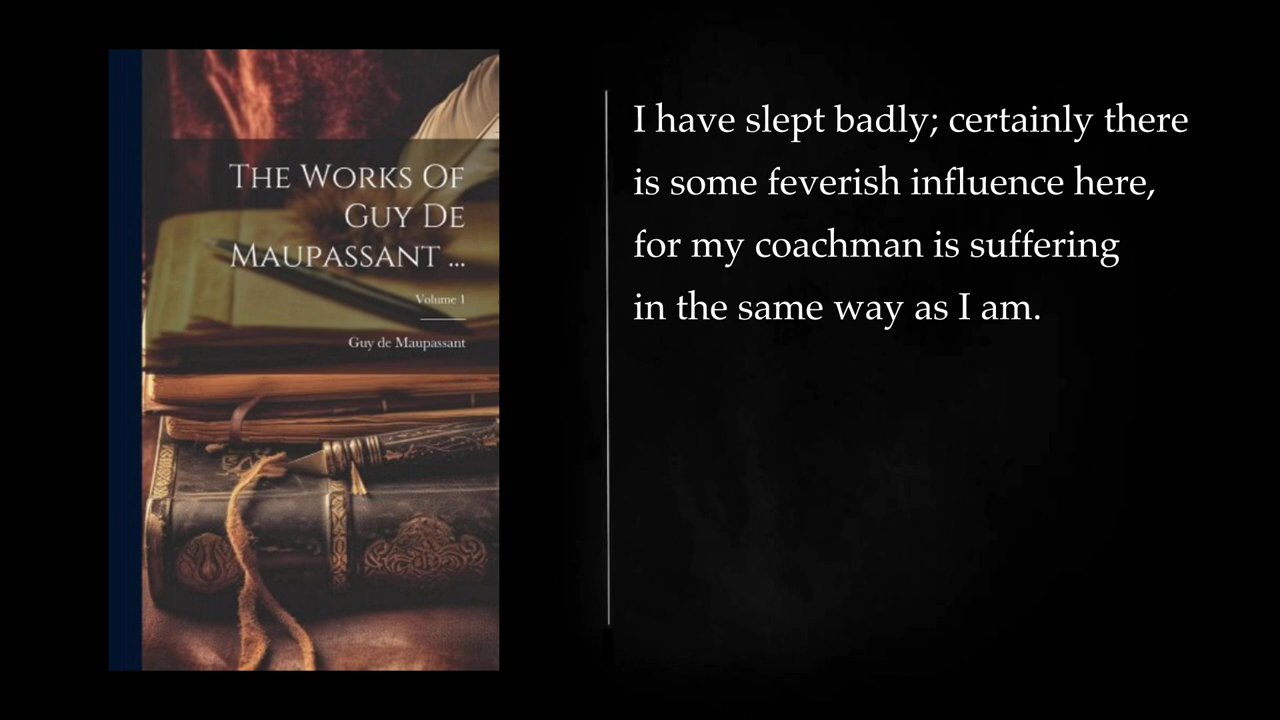 The Works Of
Guy De
Maupassant ...
Volume 1
Guy de Maupassant
I have slept badly; certainly there
is some feverish influence here,
for my coachman is suffering
in the same way as I am.